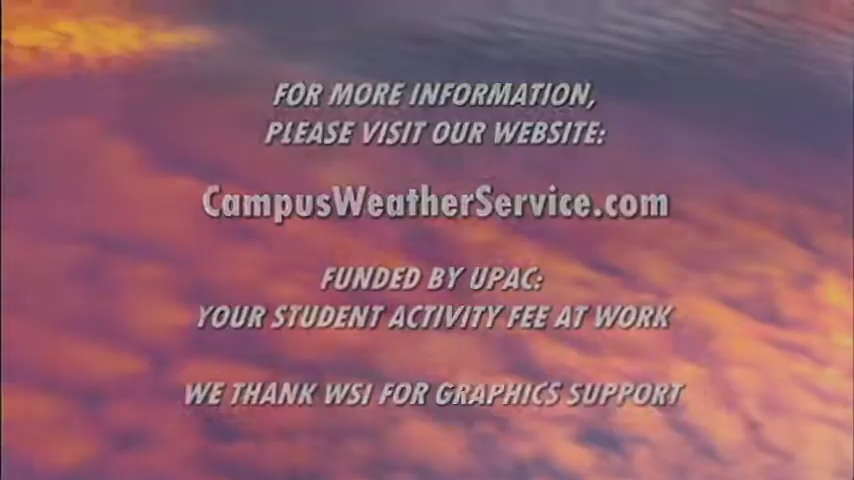 FOR MORE INFORMATION,
PLEASE VISIT OUR WEBSITE:
CampusWeatherService.com
FUNDED BY UPAC:
YOUR STUDENT ACTIVITY FEE AT WORK
WE THANK WSI FOR GRAPHICS SUPPORT